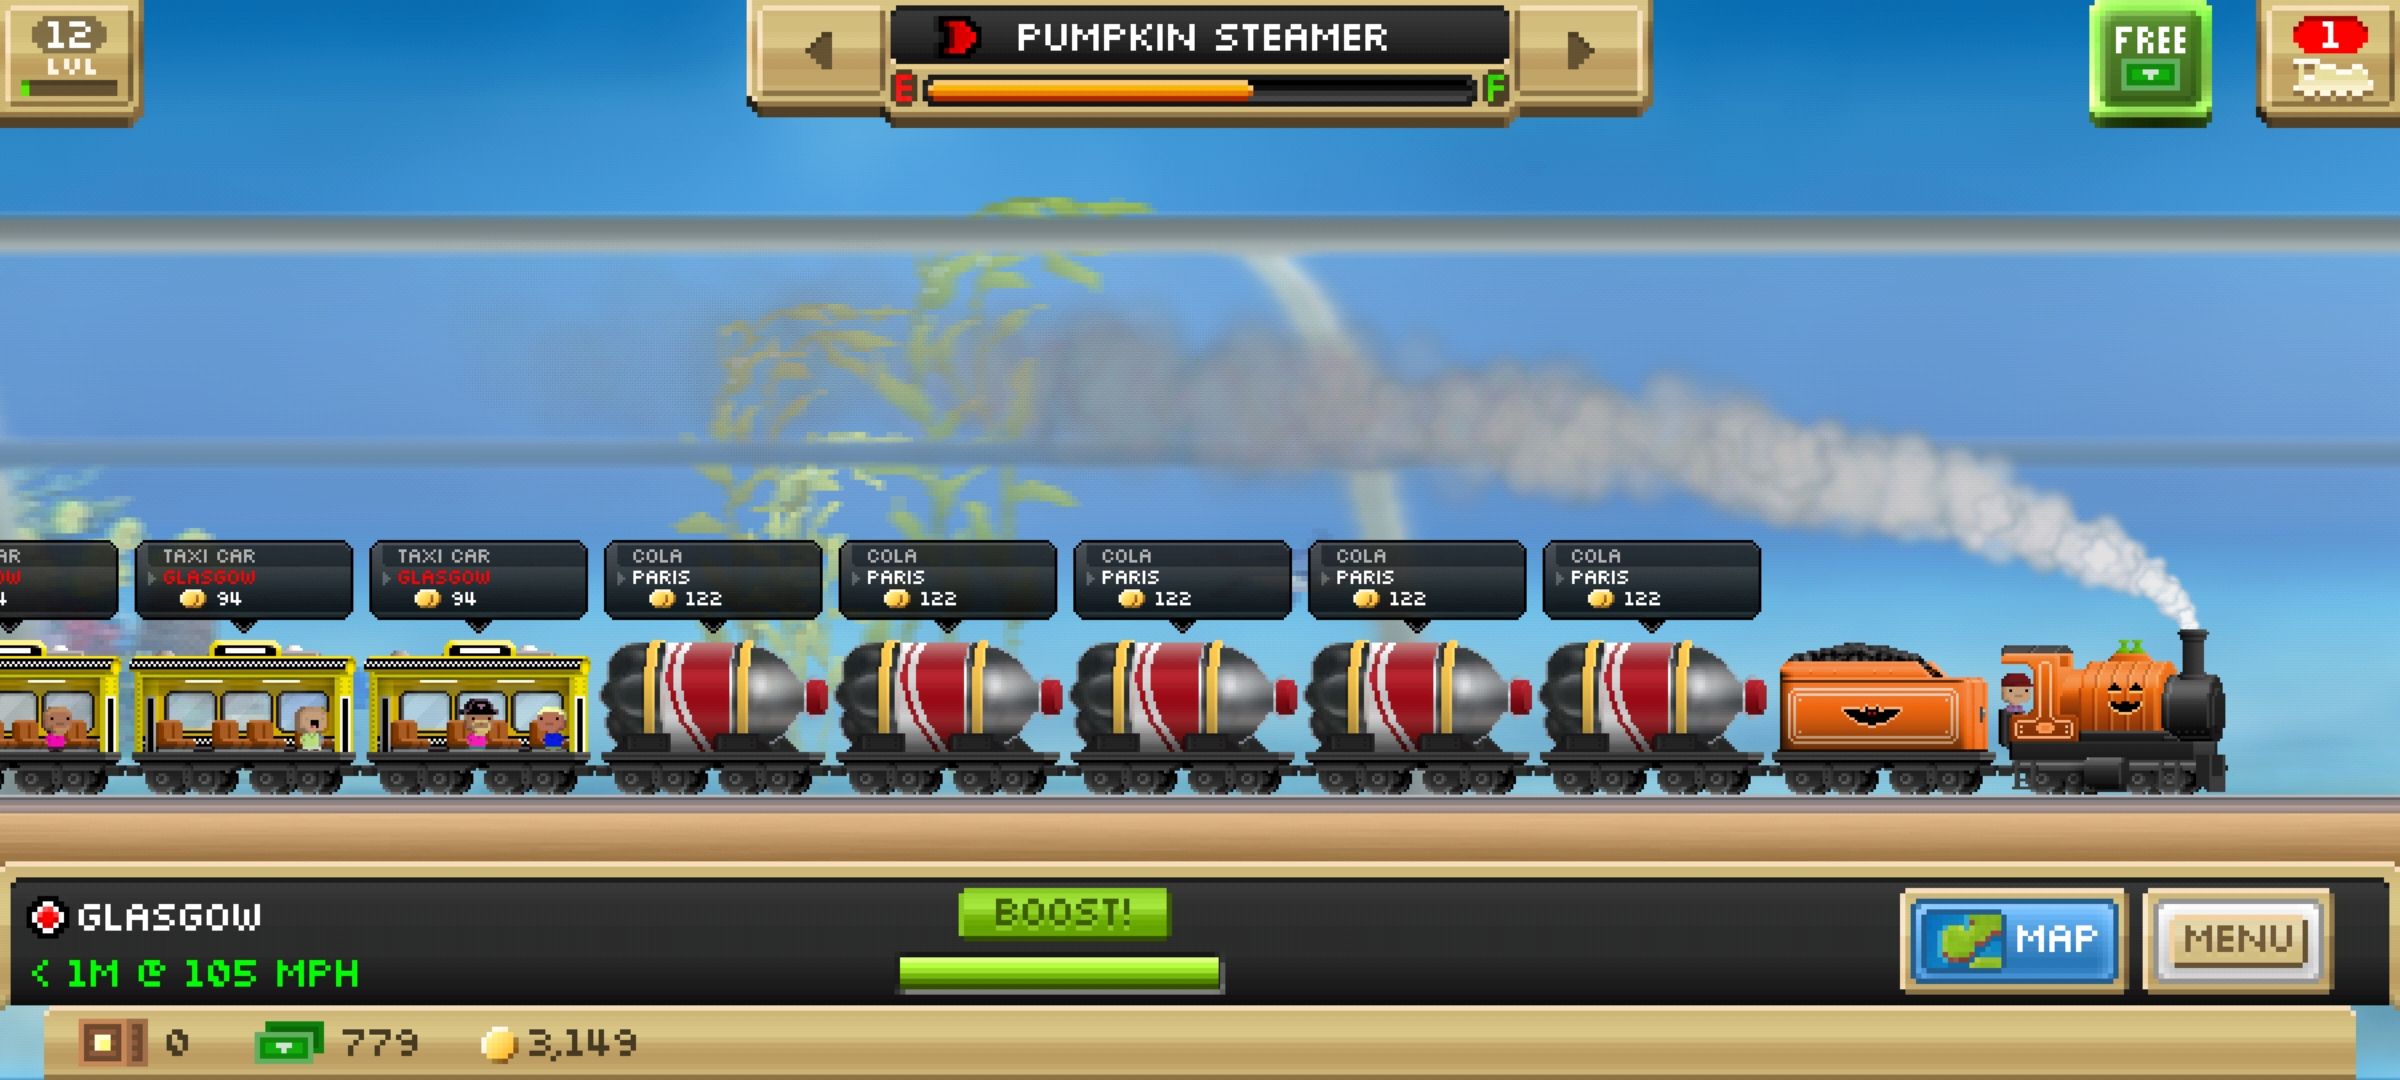 12
LVL
PUMPKIN STEAMER
E
F
FREE
1
AR
TAXI CAR
GLASGOW
94
TAXI CAR
GLASGOW
94
COLA
PARIS
122
COLA
PARIS
122
COLA
PARIS
122
COLA
PARIS
122
COLA
PARIS
122
GLASGOW
< 1M @ 105 MPH
BOOST!
MAP
MENU
0
779
3,149